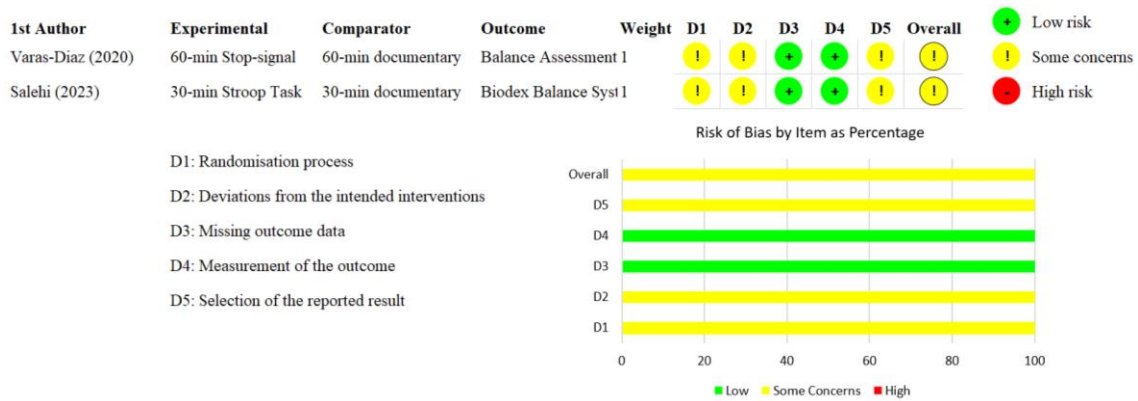 1st Author Experimental Comparator Outcome Weight D1 D2 D3 D4 D5 Overall
Varas-Diaz (2020) 60-min Stop-signal 60-min documentary Balance Assessment 1 ! ! + + ! !
Salehi (2023) 30-min Stroop Task 30-min documentary Biodex Balance Syst 1 ! ! + + ! !
+ Low risk
! Some concerns
- High risk
D1: Randomisation process
D2: Deviations from the intended interventions
D3: Missing outcome data
D4: Measurement of the outcome
D5: Selection of the reported result
Risk of Bias by Item as Percentage
Overall
D5
D4
D3
D2
D1
0 20 40 60 80 100
Low Some Concerns High